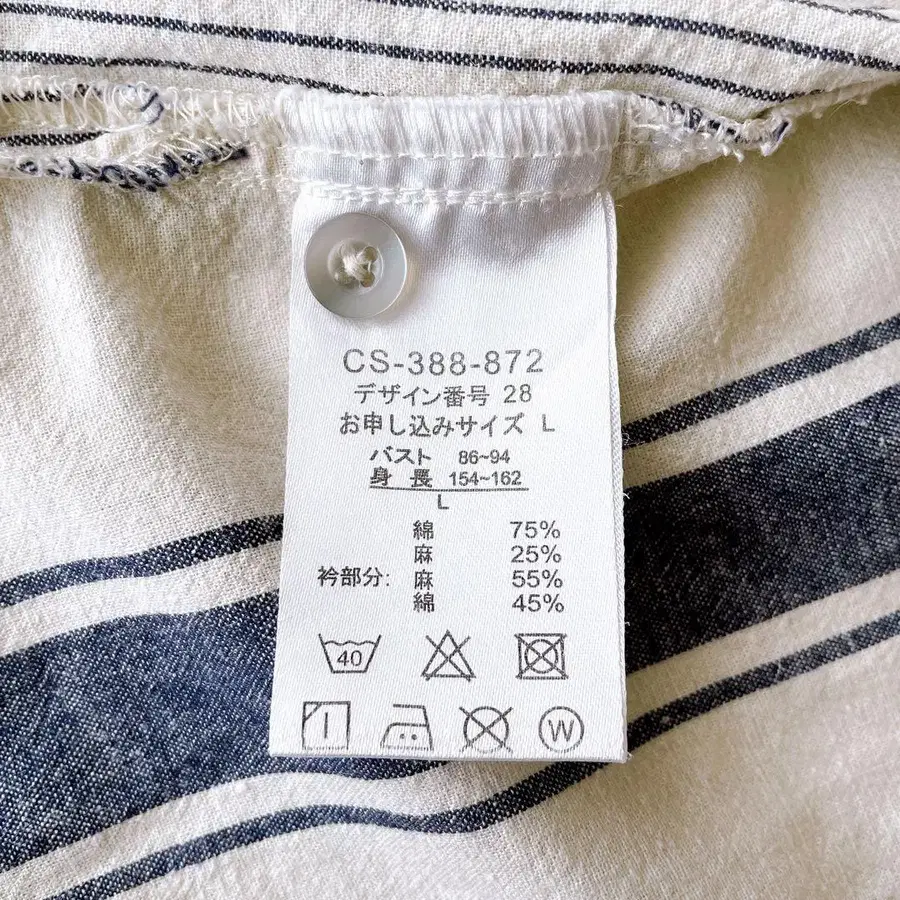 CS-388-872
デザイン番号 28
お申し込みサイズ L
バスト 86~94
身 長 154~162
L
綿 75%
麻 25%
衿部分: 麻 55%
綿 45%
40
W